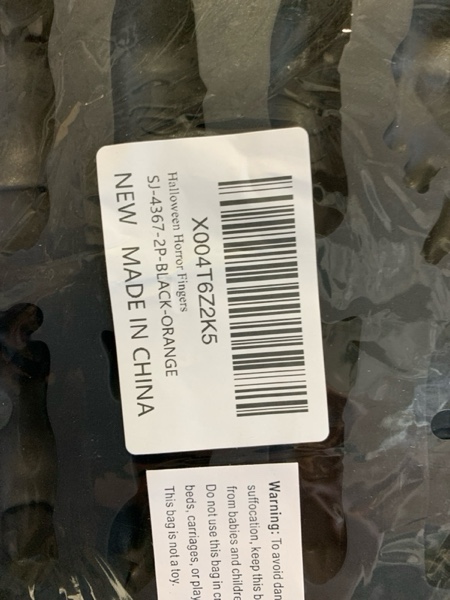 X004T6Z2K5
Halloween Horror Fingers
SJ-4367-2P-BLACK-ORANGE
NEW MADE IN CHINA
Warning: To avoid dan
suffocation, keep this b
from babies and childre
Do not use this bag in c
beds, carriages, or play
This bag is not a toy.